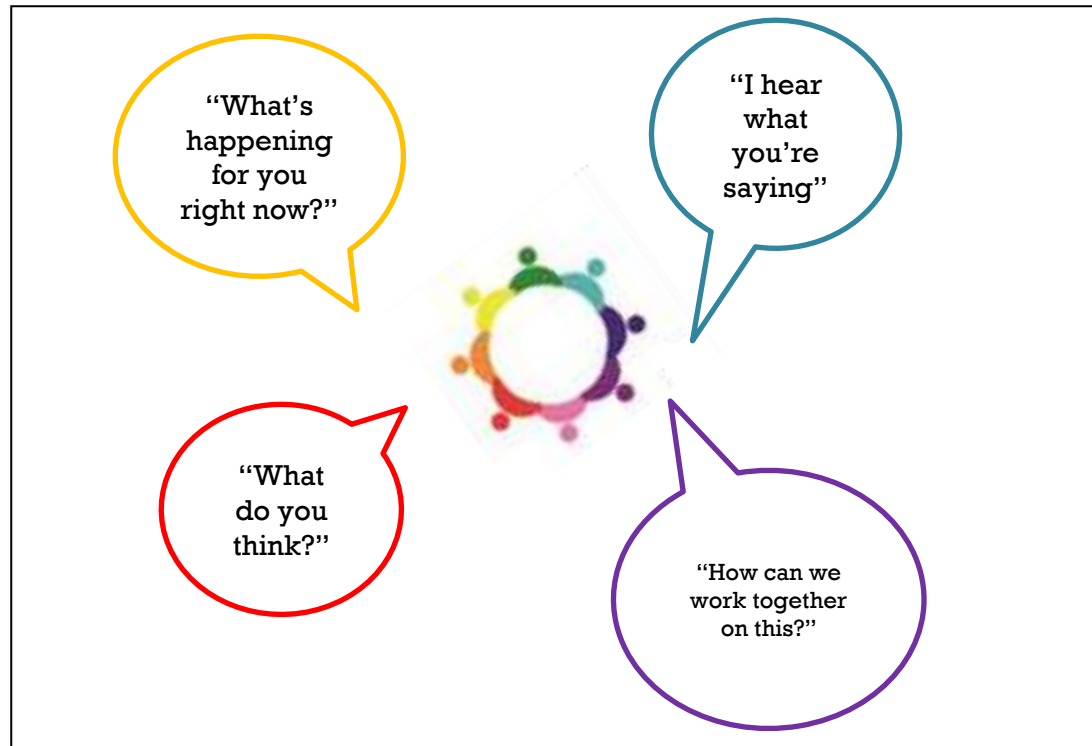 “What’s
happening
for you
right now?”
“I hear
what
you’re
saying”
“What
do you
think?”
“How can we
work together
on this?”